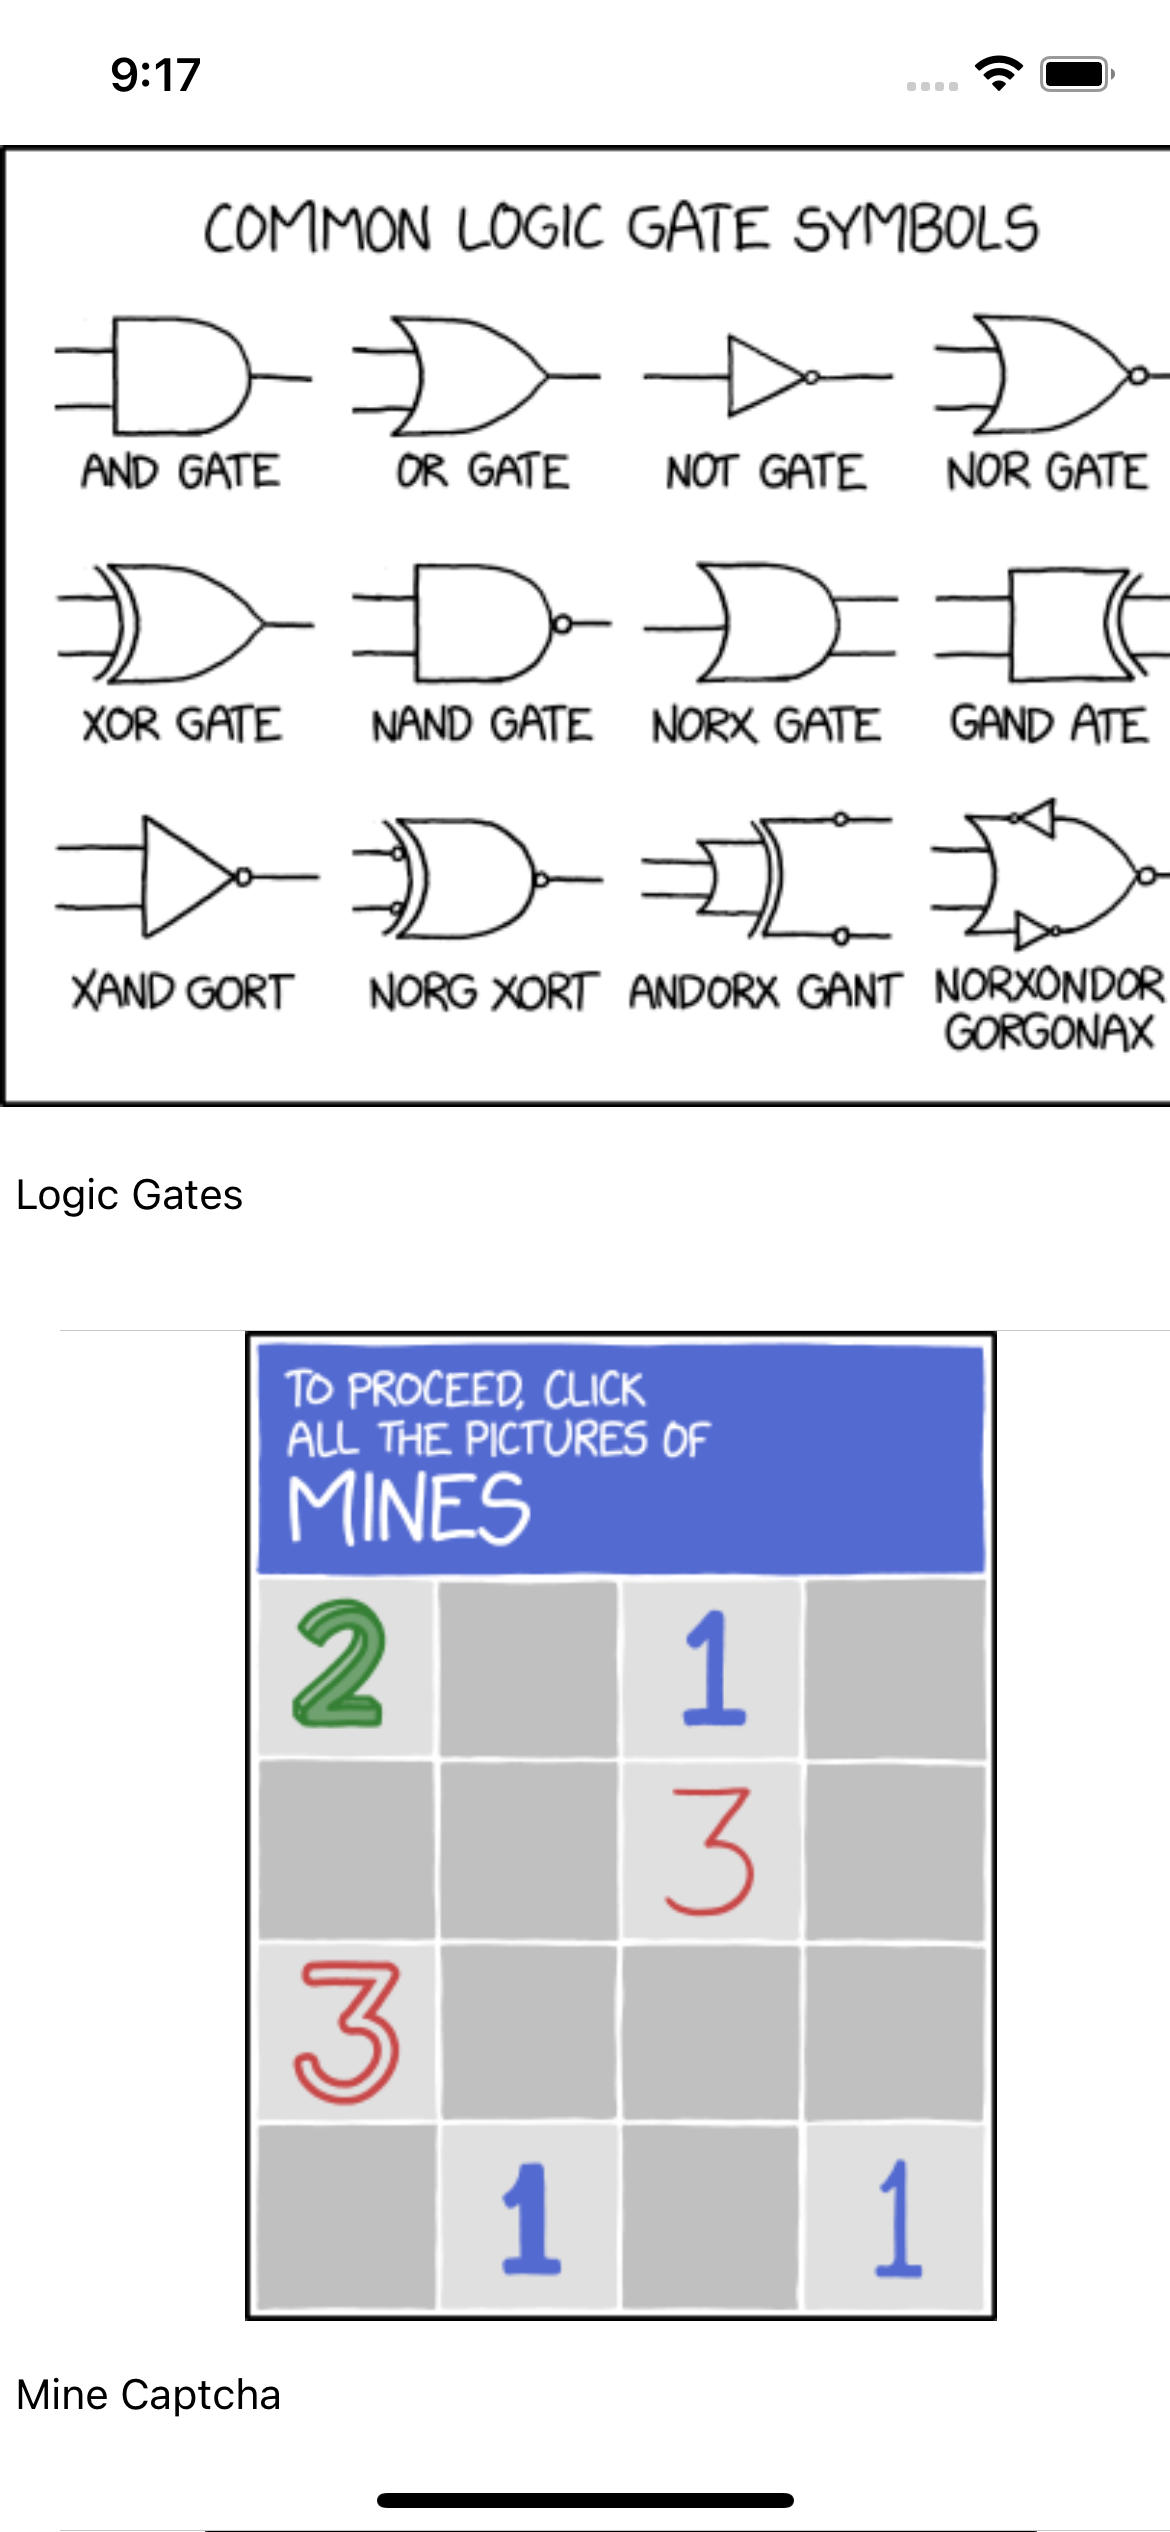 9:17
COMMON LOGIC GATE SYMBOLS
AND GATE OR GATE NOT GATE NOR GATE
XOR GATE NAND GATE NORX GATE GAND ATE
XAND GORT NORG XORT ANDORX GANT NORXONDOR
GORGONAX
Logic Gates
TO PROCEED, CLICK
ALL THE PICTURES OF
MINES
2 1
3
3
1 1
Mine Captcha